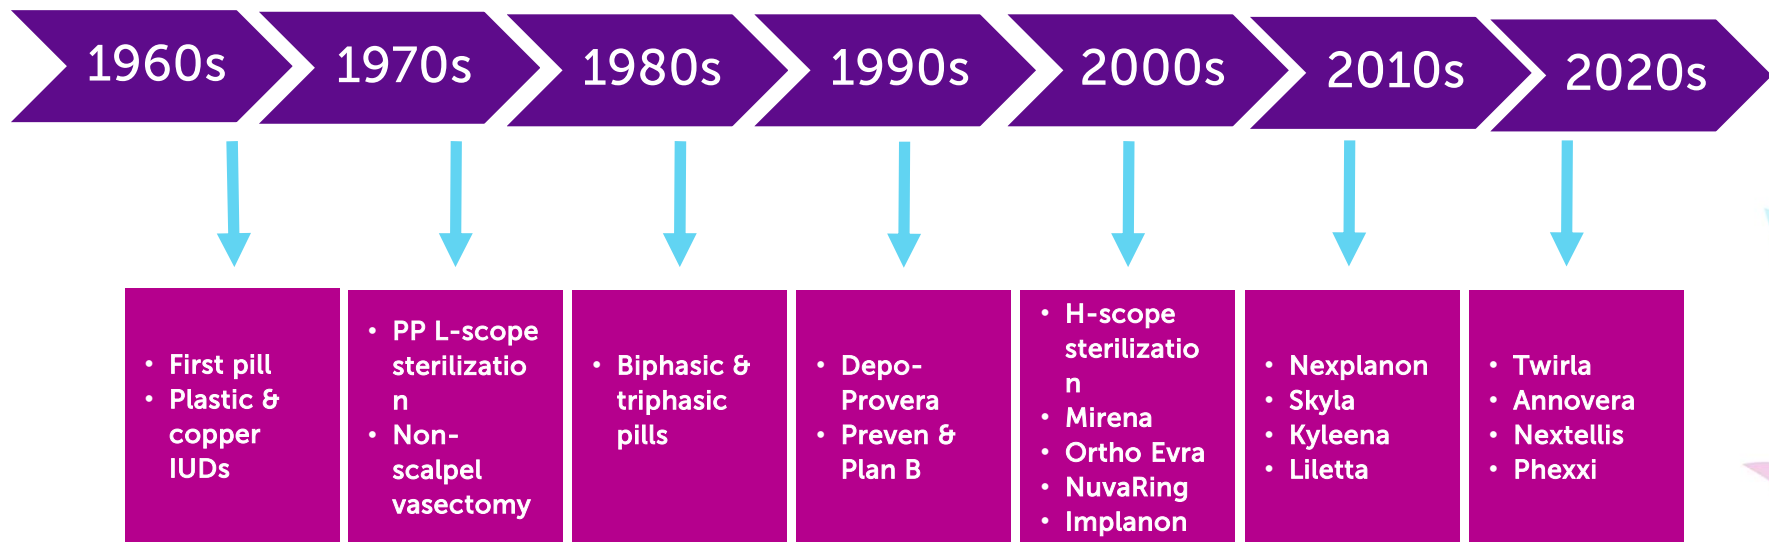 1960s
1970s
1980s
1990s
2000s
2010s
2020s
• First pill
• Plastic &
copper
IUDs
• PP L-scope
sterilizatio
n
• Non-
scalpel
vasectomy
• Biphasic &
triphasic
pills
• Depo-
Provera
• Preven &
Plan B
• H-scope
sterilizatio
n
• Mirena
• Ortho Evra
• NuvaRing
• Implanon
• Nexplanon
• Skyla
• Kyleena
• Liletta
• Twirla
• Annovera
• Nextellis
• Phexxi